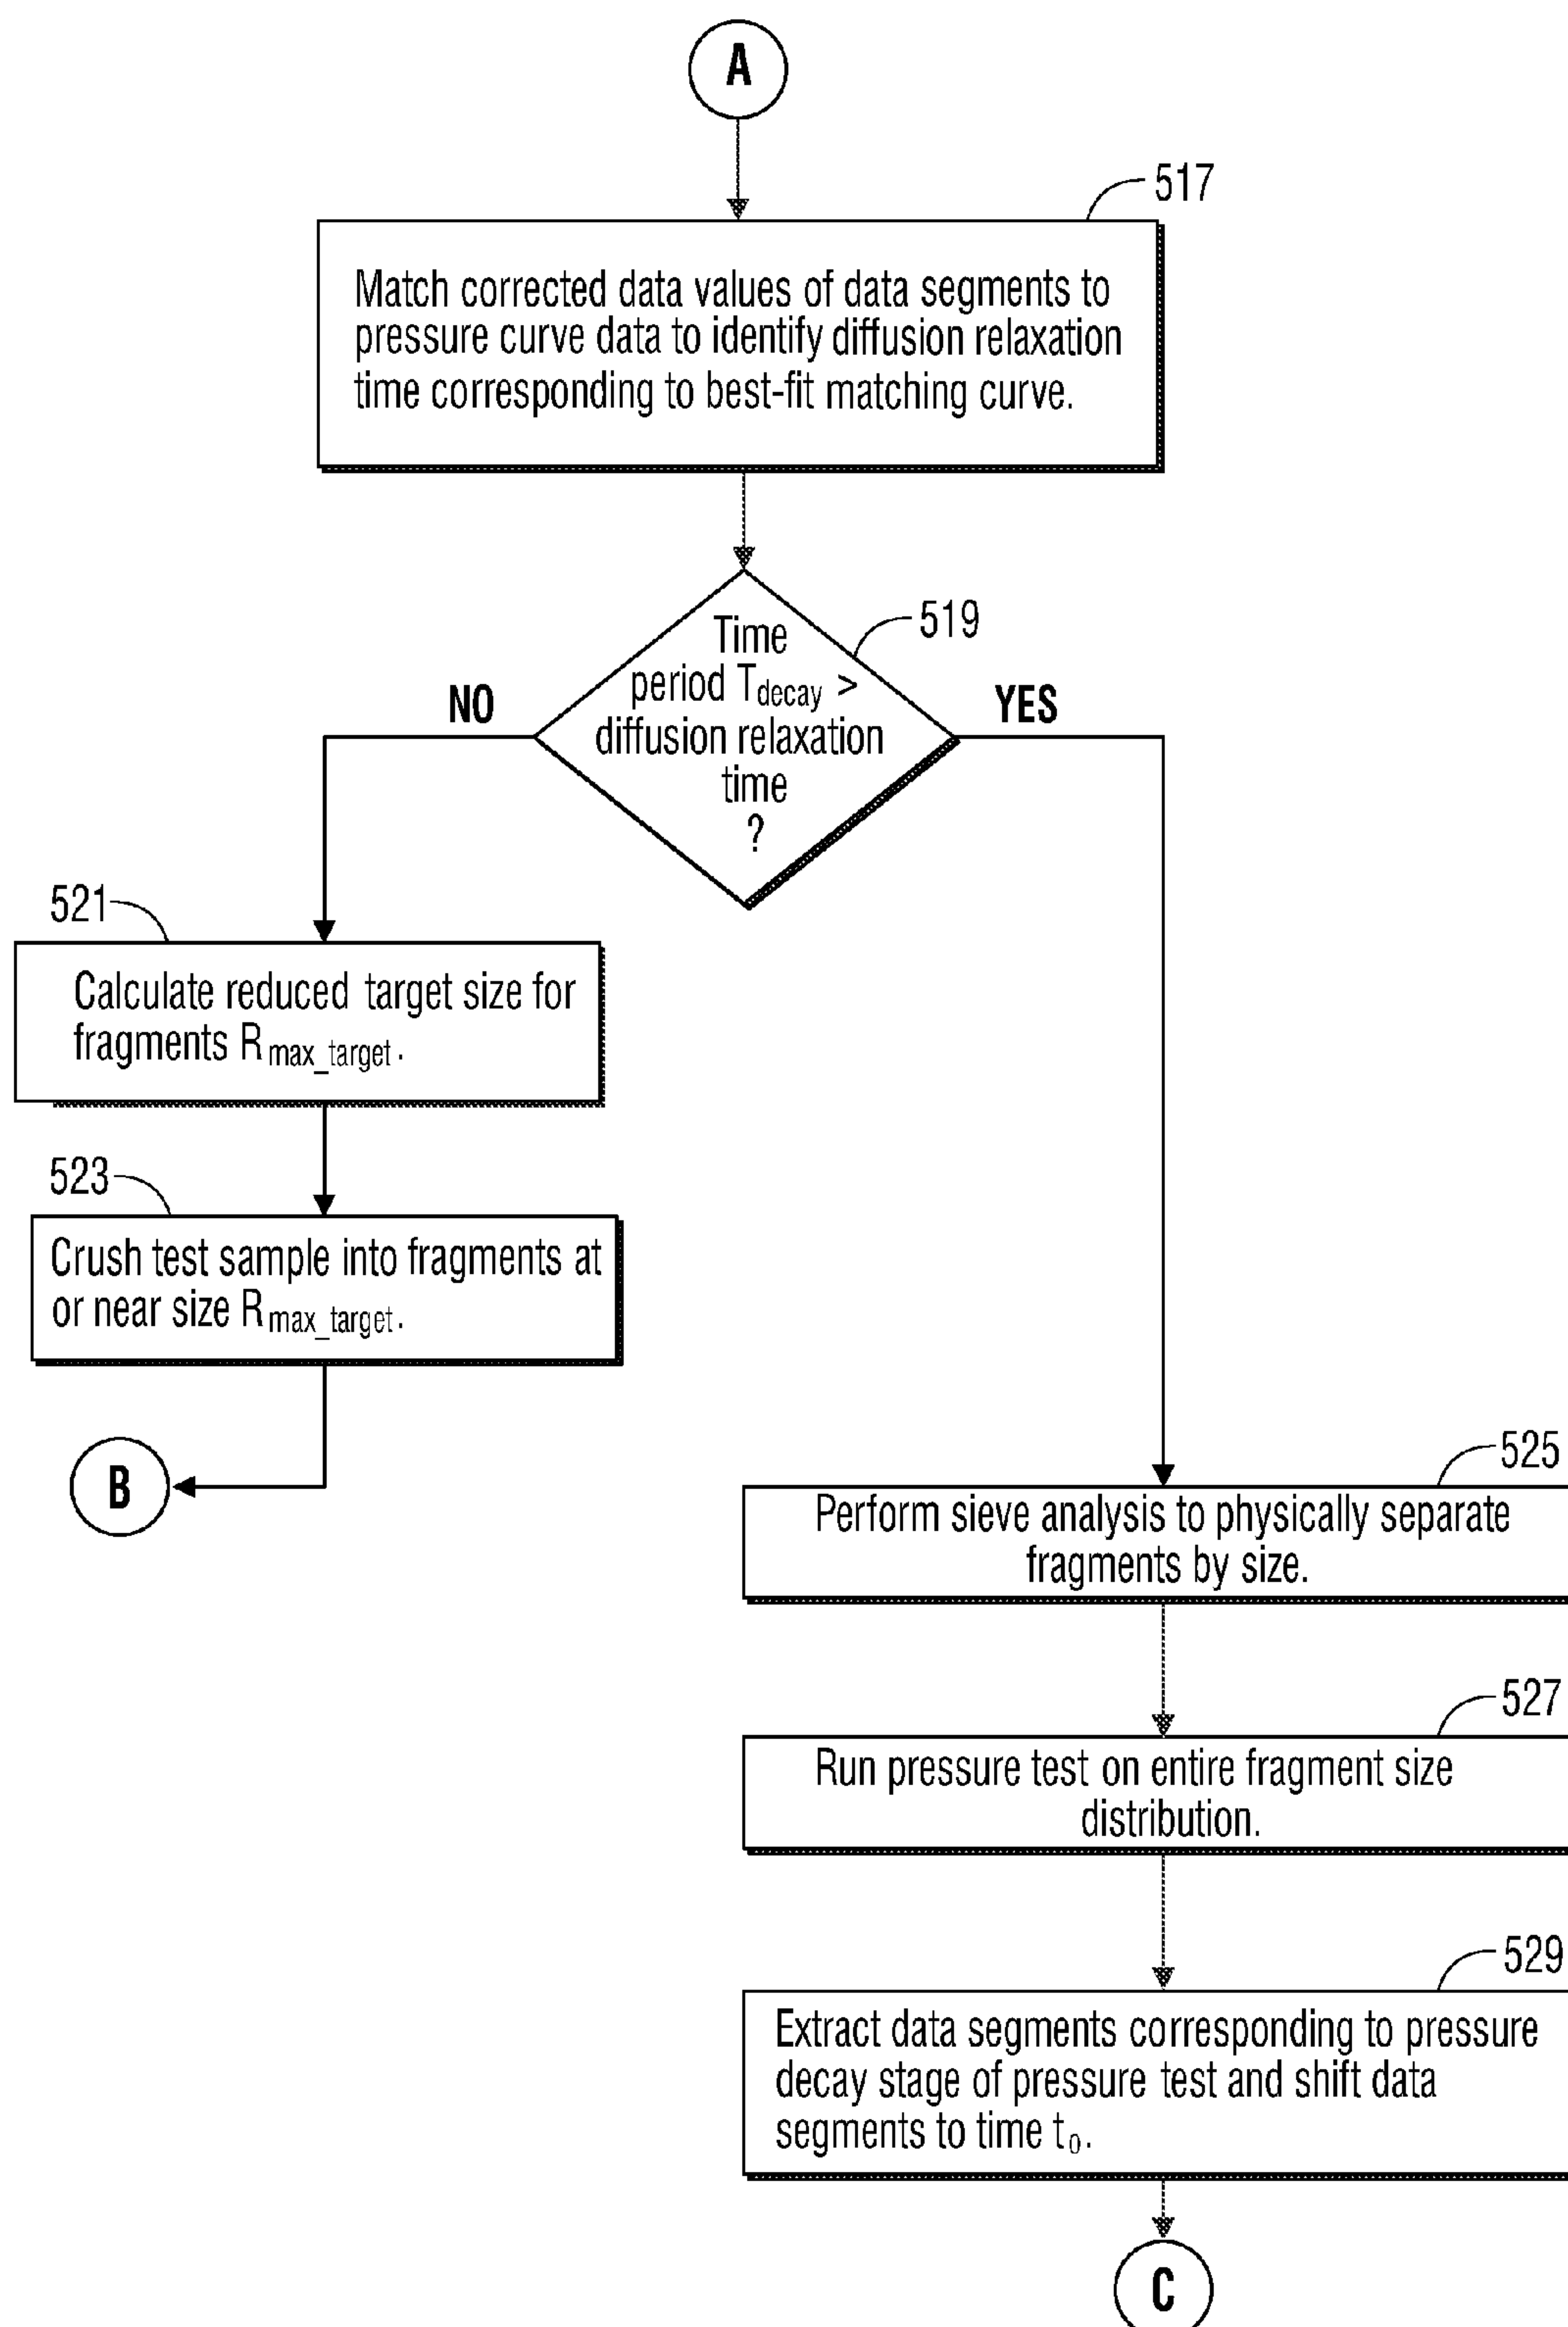 A
517
Match corrected data values of data segments to
pressure curve data to identify diffusion relaxation
time corresponding to best-fit matching curve.
519
Time
period Tdecay >
diffusion relaxation
time
?
NO
YES
521
Calculate reduced target size for
fragments Rmax_target.
523
Crush test sample into fragments at
or near size Rmax_target.
B
525
Perform sieve analysis to physically separate
fragments by size.
527
Run pressure test on entire fragment size
distribution.
529
Extract data segments corresponding to pressure
decay stage of pressure test and shift data
segments to time t0.
C